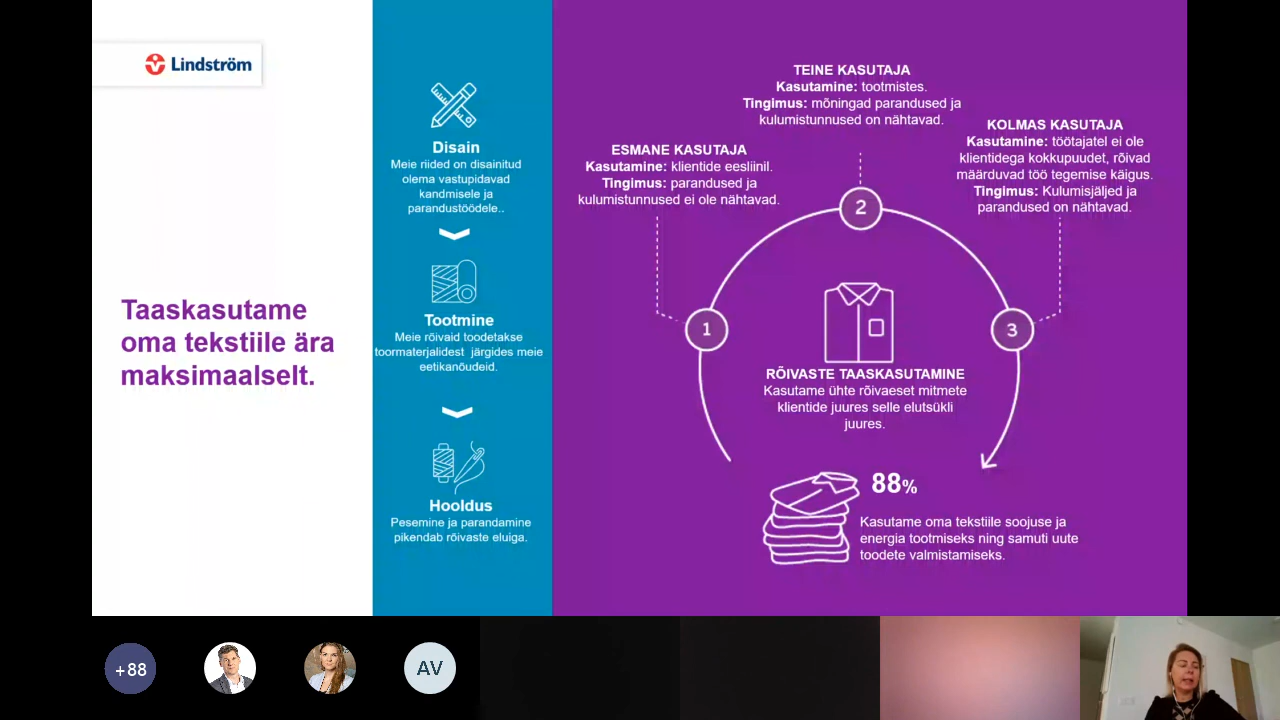 Lindström
Taaskasutame
oma tekstiile ära
maksimaalselt.
Disain
Meie riided on disainitud
olema vastupidavad
kandmisele ja
parandustöödele..
Tootmine
Meie rõivaid toodetakse
toormaterjalidest järgides meie
eetikanõudeid.
Hooldus
Pesemine ja parandamine
pikendab rõivaste eluiga.
ESMANE KASUTAJA
Kasutamine: klientide eesliinil.
Tingimus: parandused ja
kulumistunnused ei ole nähtavad.
TEINE KASUTAJA
Kasutamine: tootmistes.
Tingimus: mõningad parandused ja
kulumistunnused on nähtavad.
KOLMAS KASUTAJA
Kasutamine: töötajatel ei ole
klientidega kokkupuudet, rõivad
määrduvad töö tegemise käigus.
Tingimus: Kulumisjäljed ja
parandused on nähtavad.
1
2
3
RÕIVASTE TAASKASUTAMINE
Kasutame ühte rõivaeset mitmete
klientide juures selle elutsükli
juures.
88%
Kasutame oma tekstiile soojuse ja
energia tootmiseks ning samuti uute
toodete valmistamiseks.
+88
AV